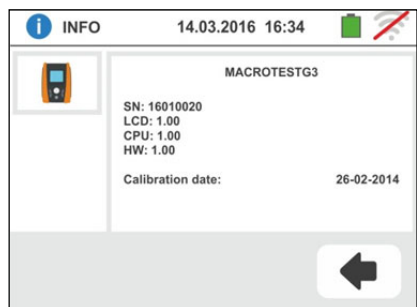 INFO 14.03.2016 16:34
MACROTESTG3
SN: 16010020
LCD: 1.00
CPU: 1.00
HW: 1.00
Calibration date: 26-02-2014